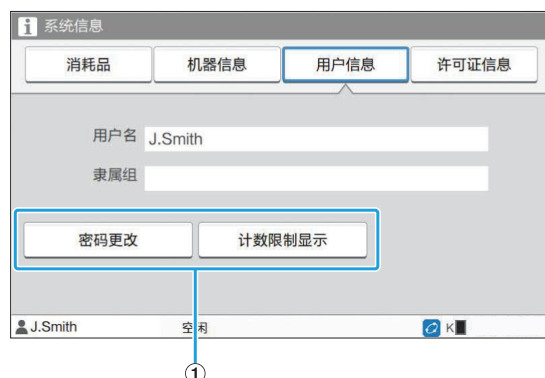 系统信息
消耗品 机器信息 用户信息 许可证信息
用户名 J.Smith
隶属组
密码更改 计数限制显示
J.Smith 空闲 K
①